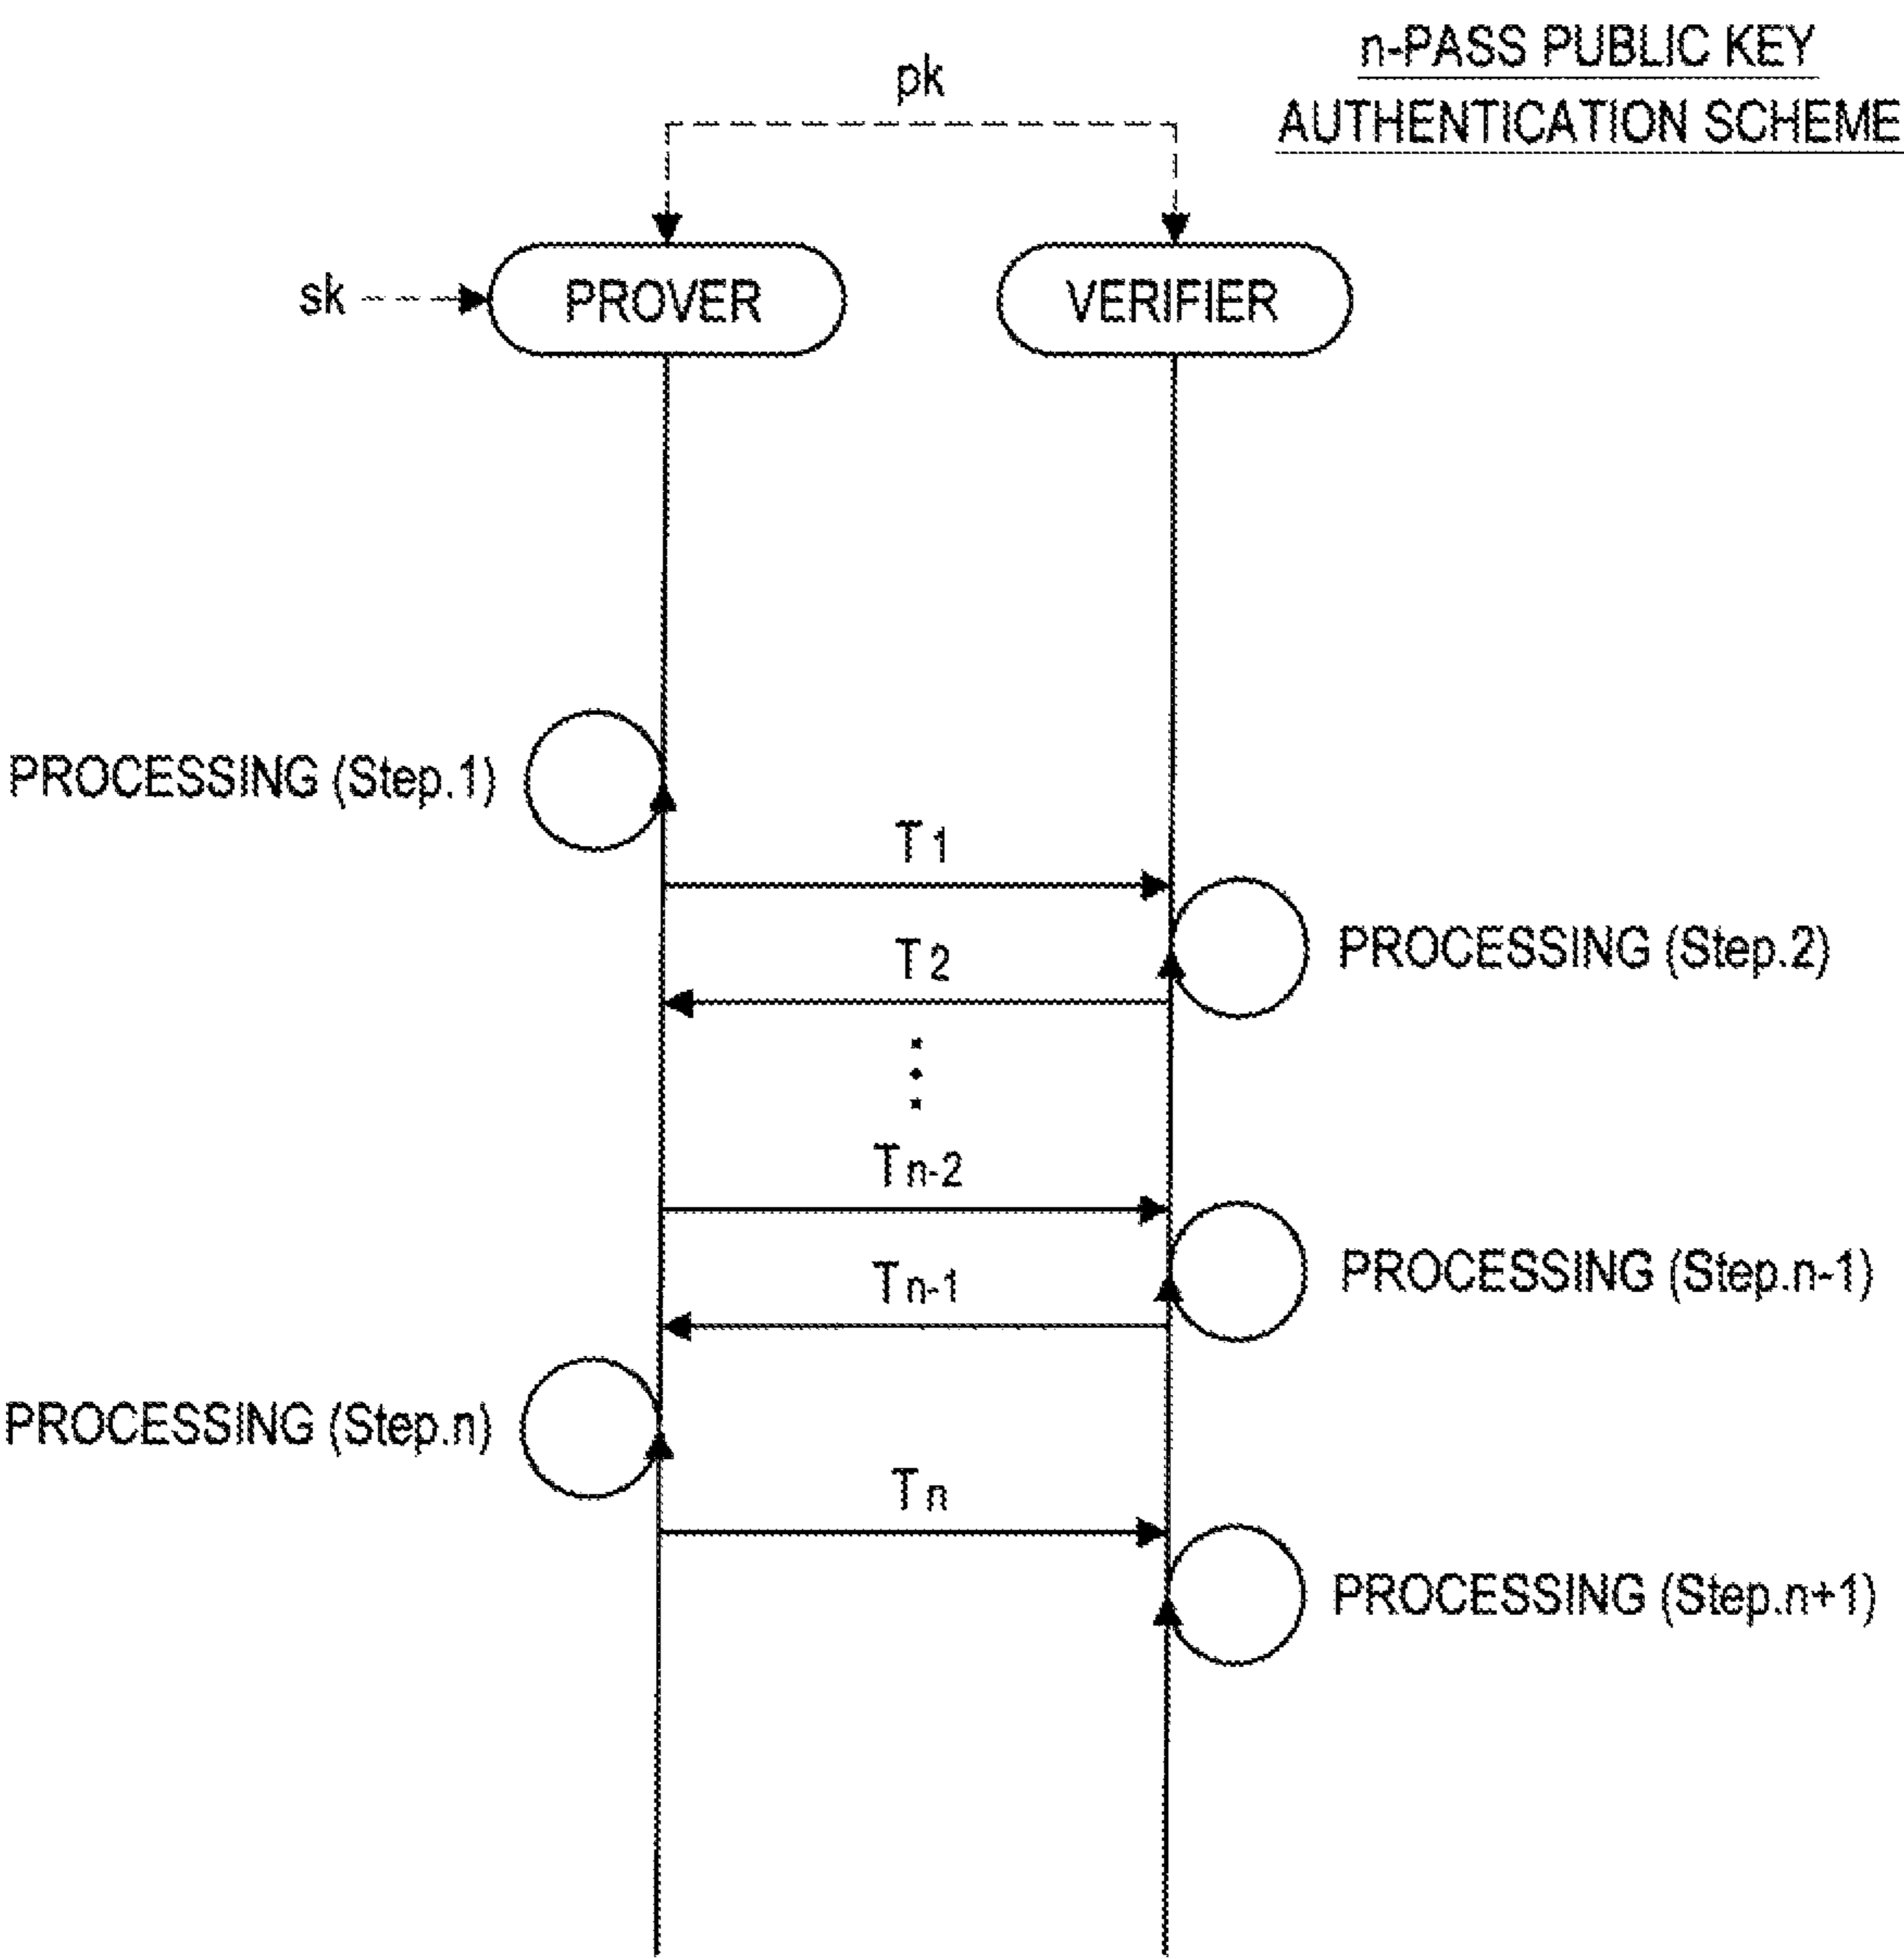 n-PASS PUBLIC KEY
AUTHENTICATION SCHEME
pk
sk
PROVER
VERIFIER
PROCESSING (Step.1)
T1
PROCESSING (Step.2)
T2
Tn-2
PROCESSING (Step.n-1)
Tn-1
PROCESSING (Step.n)
Tn
PROCESSING (Step.n+1)